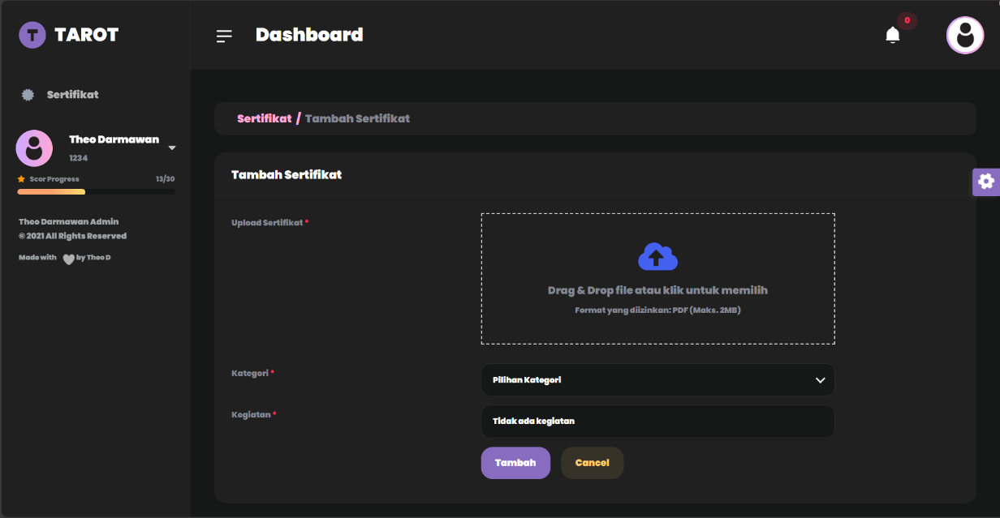 T TAROT
Dashboard
0
Sertifikat
Theo Darmawan
1234
Scor Progress 13/30
Theo Darmawan Admin
© 2021 All Rights Reserved
Made with by Theo D
Sertifikat / Tambah Sertifikat
Tambah Sertifikat
Upload Sertifikat *
Drag & Drop file atau klik untuk memilih
Format yang diizinkan: PDF (Maks. 2MB)
Kategori *
Pilihan Kategori
Kegiatan *
Tidak ada kegiatan
Tambah
Cancel